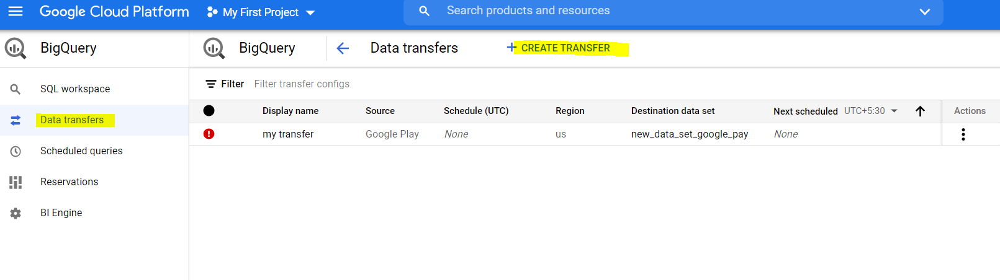 Google Cloud Platform My First Project Search products and resources
BigQuery BigQuery Data transfers + CREATE TRANSFER
Filter Filter transfer configs
SQL workspace
Data transfers
Scheduled queries
Reservations
BI Engine
Display name Source Schedule (UTC) Region Destination data set Next scheduled UTC+5:30 Actions
my transfer Google Play None us new_data_set_google_pay None